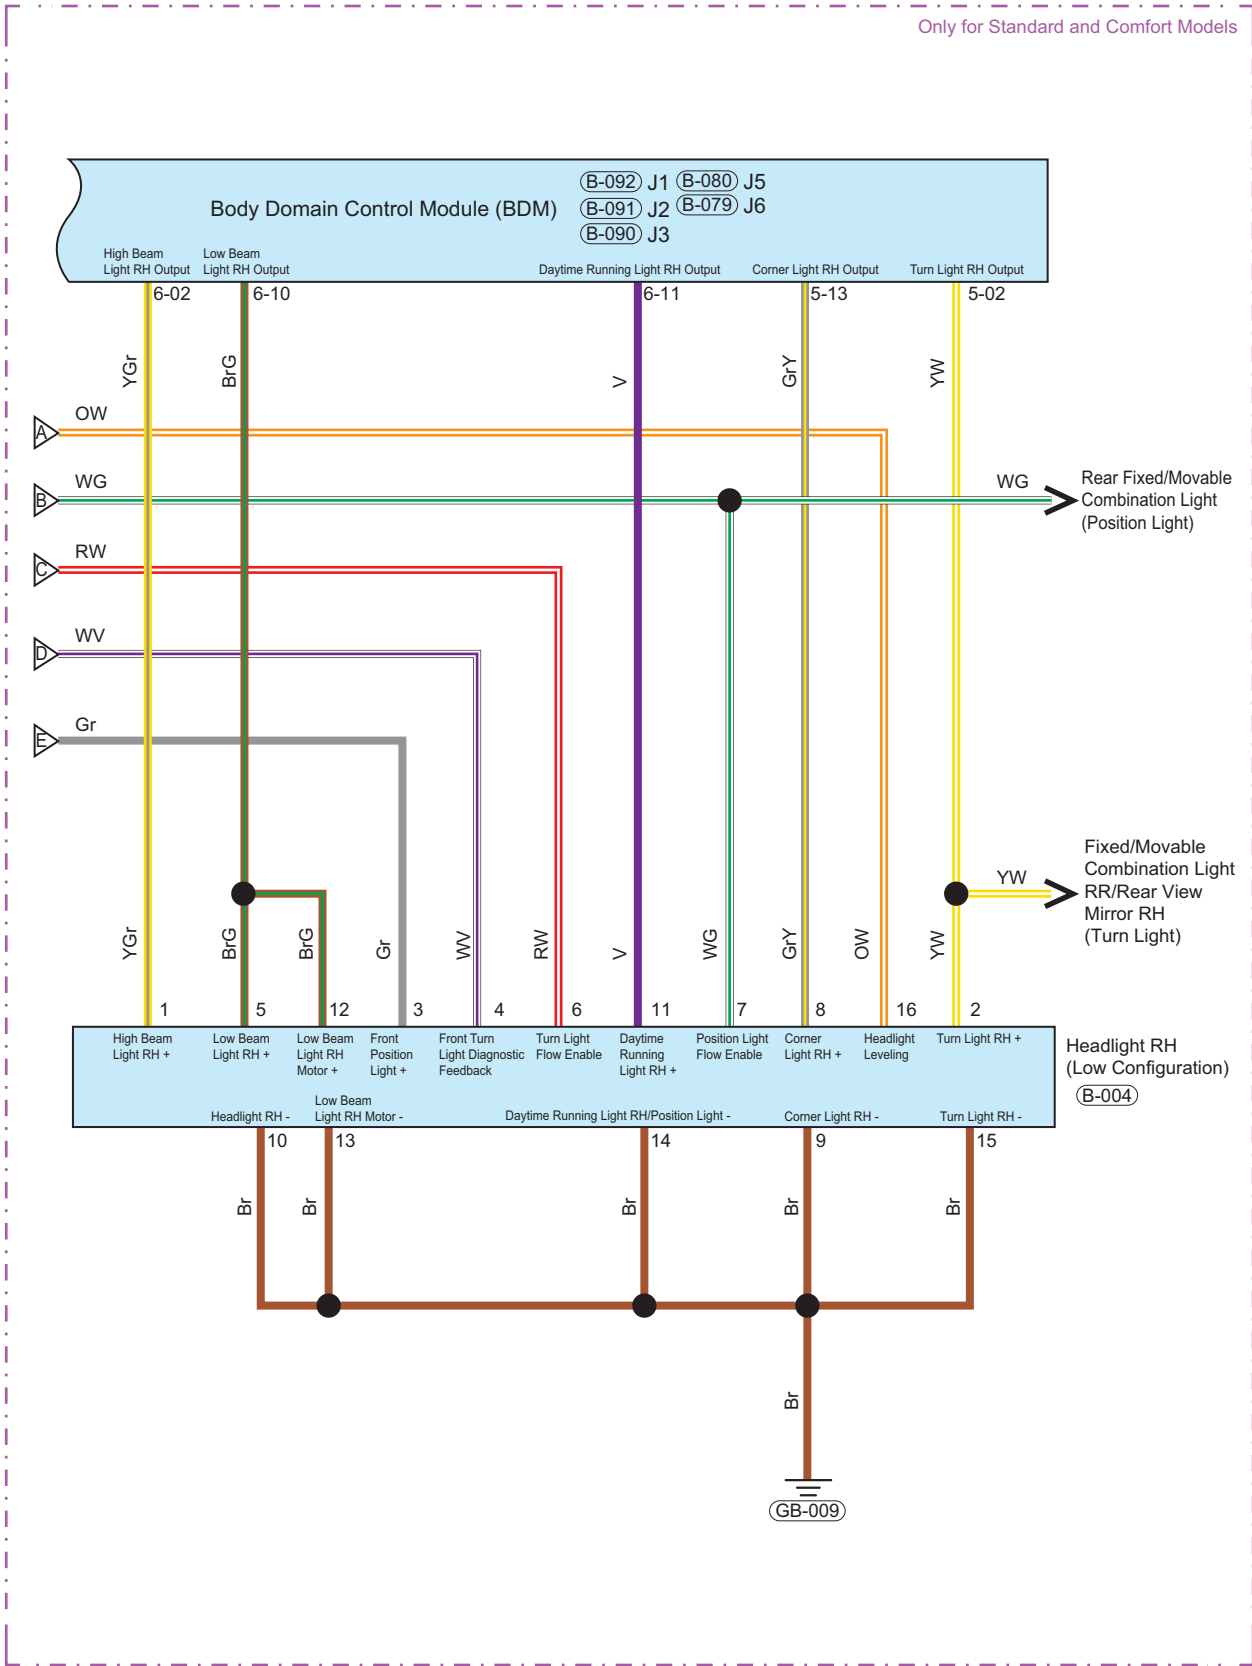 Only for Standard and Comfort Models
Body Domain Control Module (BDM)
B-092 J1 B-080 J5
B-091 J2 B-079 J6
B-090 J3
High Beam
Light RH Output
Low Beam
Light RH Output
Daytime Running Light RH Output
Corner Light RH Output
Turn Light RH Output
6-02
6-10
6-11
5-13
5-02
YGr
BrG
V
GrY
YW
A
OW
B
WG
WG
Rear Fixed/Movable
Combination Light
(Position Light)
C
RW
D
WV
E
Gr
YW
Fixed/Movable
Combination Light
RR/Rear View
Mirror RH
(Turn Light)
YGr
BrG
BrG
Gr
WV
RW
V
WG
GrY
OW
YW
1
5
12
3
4
6
11
7
8
16
2
High Beam
Light RH +
Low Beam
Light RH +
Low Beam
Light RH
Motor +
Front
Position
Light +
Front Turn
Light Diagnostic
Feedback
Turn Light
Flow Enable
Daytime
Running
Light RH +
Position Light
Flow Enable
Corner
Light RH +
Headlight
Leveling
Turn Light RH +
Headlight RH
(Low Configuration)
B-004
Headlight RH -
Low Beam
Light RH Motor -
Daytime Running Light RH/Position Light -
Corner Light RH -
Turn Light RH -
10
13
14
9
15
Br
Br
Br
Br
Br
Br
GB-009